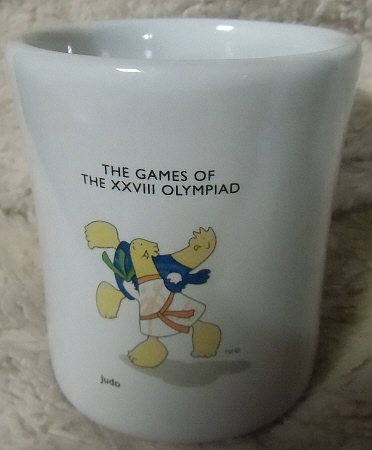 THE GAMES OF
THE XXVIII OLYMPIAD
judo